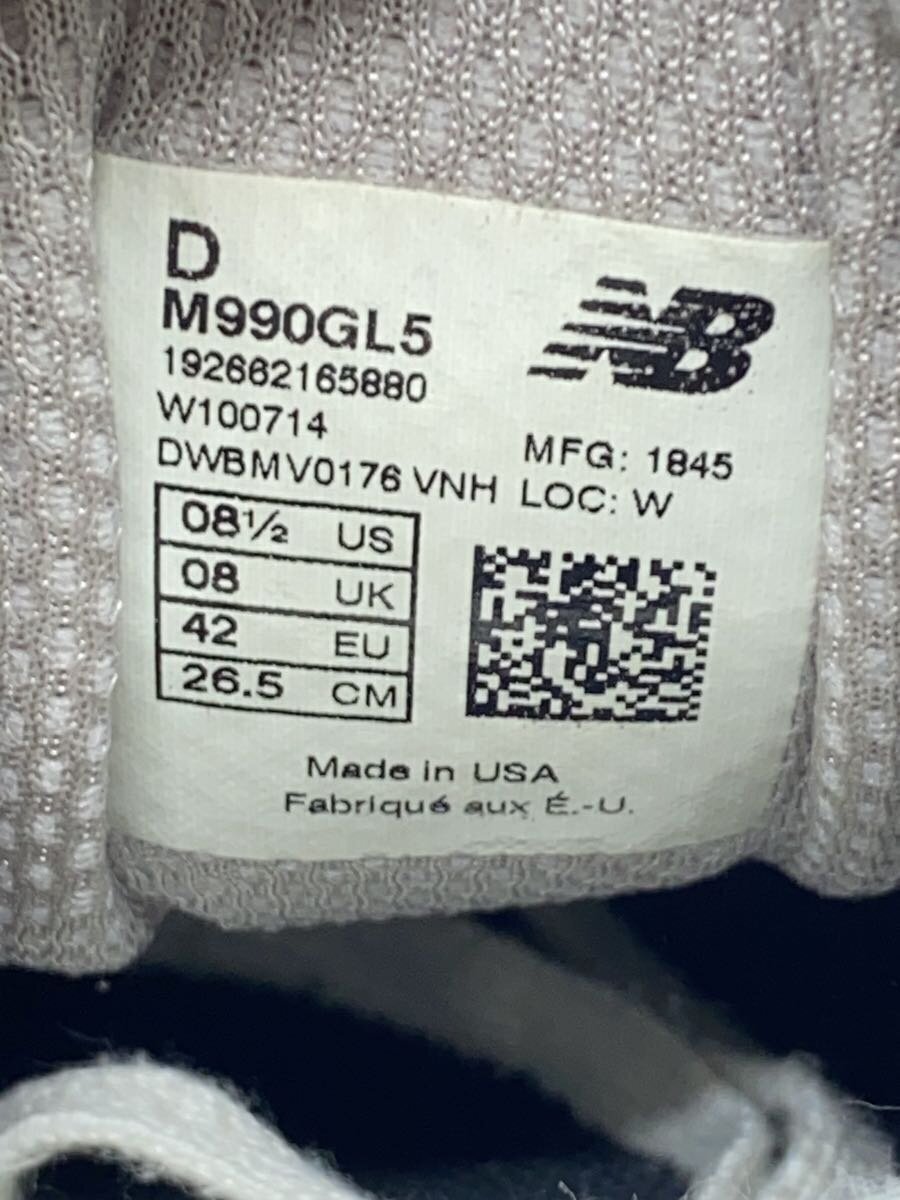 D
M990GL5
192662165880
W100714
DWBMV0176 VNH
NB
MFG: 1845
LOC: W
08½ US
08 UK
42 EU
26.5 CM
Made in USA
Fabriqué aux É.-U.